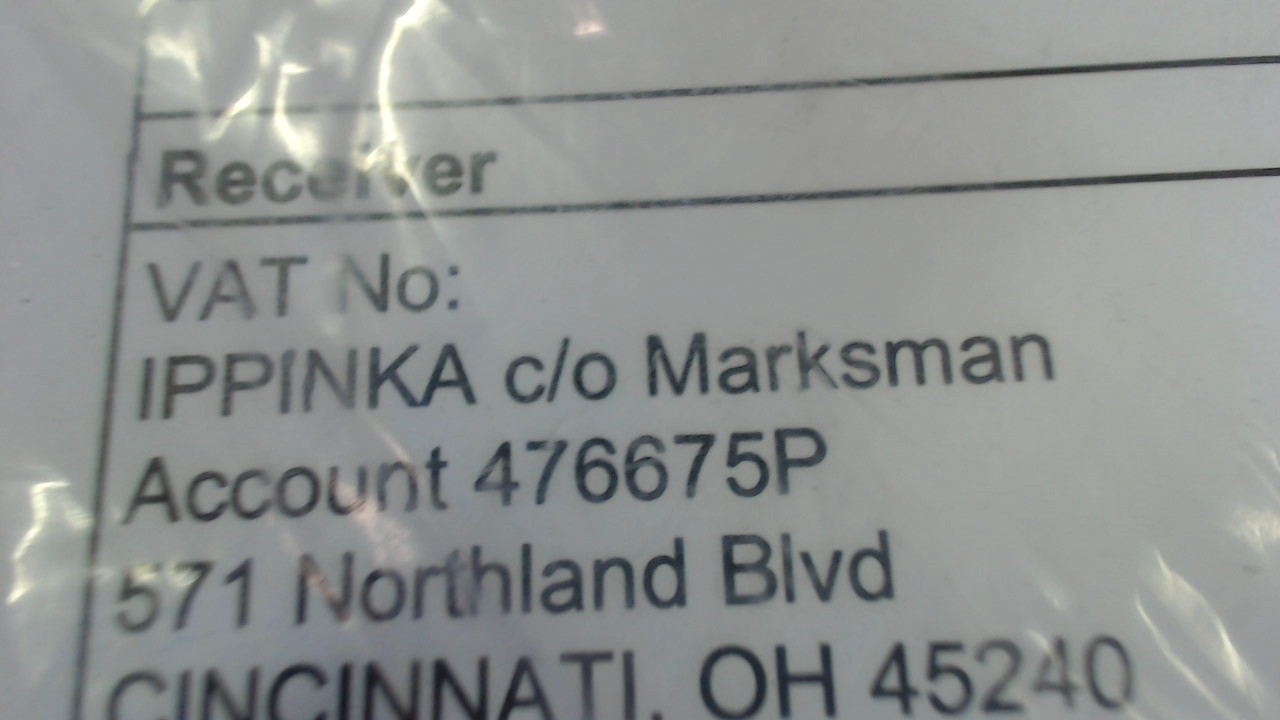 Receiver
VAT No:
IPPINKA c/o Marksman
Account 476675P
571 Northland Blvd
CINCINNATI, OH 45240